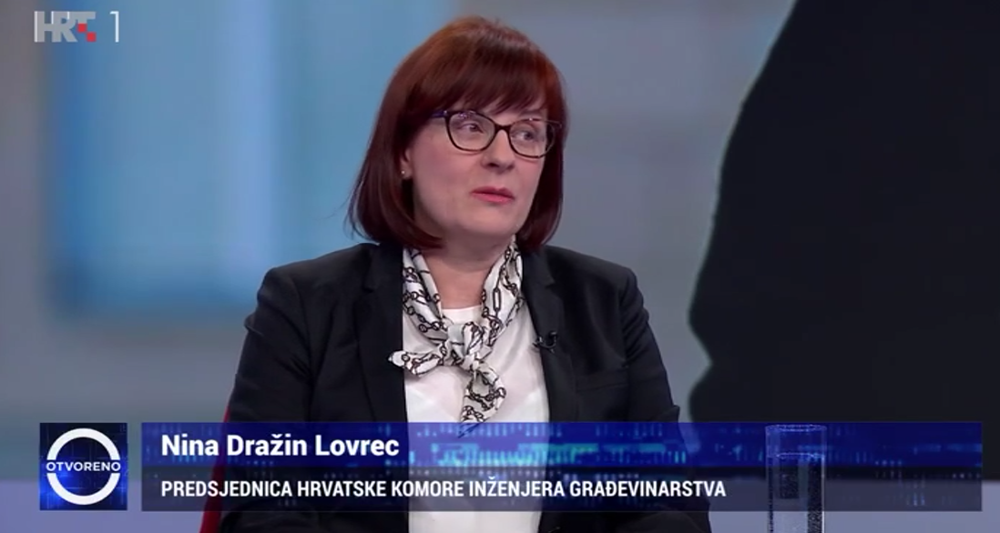 HRT 1
Nina Dražin Lovrec
OTVORENO
PREDSJEDNICA HRVATSKE KOMORE INŽENJERA GRAĐEVINARSTVA